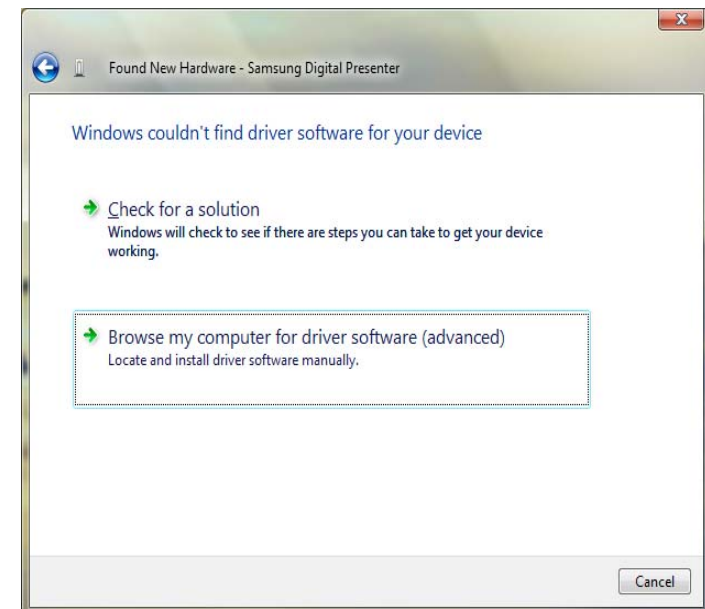 Found New Hardware - Samsung Digital Presenter
Windows couldn't find driver software for your device
Check for a solution
Windows will check to see if there are steps you can take to get your device
working.
Browse my computer for driver software (advanced)
Locate and install driver software manually.
Cancel